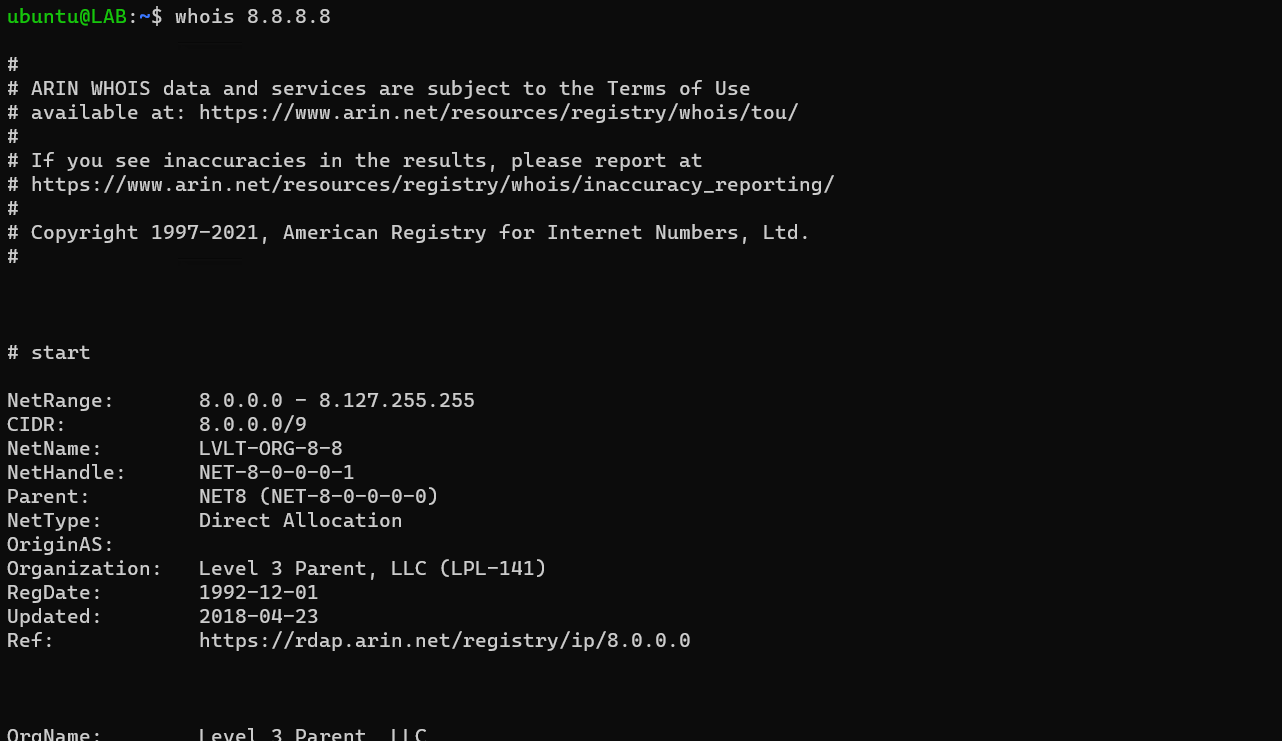 ubuntu@LAB:~$ whois 8.8.8.8
#
# ARIN WHOIS data and services are subject to the Terms of Use
# available at: https://www.arin.net/resources/registry/whois/tou/
#
# If you see inaccuracies in the results, please report at
# https://www.arin.net/resources/registry/whois/inaccuracy_reporting/
#
# Copyright 1997-2021, American Registry for Internet Numbers, Ltd.
#
# start
NetRange:       8.0.0.0 - 8.127.255.255
CIDR:           8.0.0.0/9
NetName:        LVLT-ORG-8-8
NetHandle:      NET-8-0-0-0-1
Parent:         NET8 (NET-8-0-0-0-0)
NetType:        Direct Allocation
OriginAS:
Organization:   Level 3 Parent, LLC (LPL-141)
RegDate:        1992-12-01
Updated:        2018-04-23
Ref:            https://rdap.arin.net/registry/ip/8.0.0.0
OrgName:        Level 3 Parent, LLC